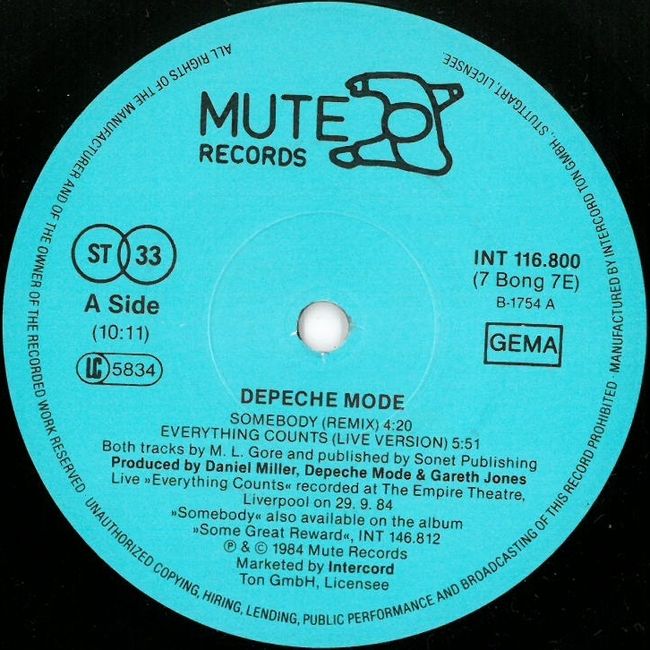 MUTE
RECORDS
ST 33
A Side
(10:11)
LC 5834
INT 116.800
(7 Bong 7E)
B-1754 A
GEMA
DEPECHE MODE
SOMEBODY (REMIX) 4:20
EVERYTHING COUNTS (LIVE VERSION) 5:51
Both tracks by M. L. Gore and published by Sonet Publishing
Produced by Daniel Miller, Depeche Mode & Gareth Jones
Live »Everything Counts« recorded at The Empire Theatre,
Liverpool on 29. 9. 84
»Somebody« also available on the album
»Some Great Reward«, INT 146.812
℗ & © 1984 Mute Records
Marketed by Intercord
Ton GmbH, Licensee
ALL RIGHTS OF THE MANUFACTURER AND OF THE OWNER OF THE RECORDED WORK RESERVED UNAUTHORIZED COPYING, HIRING, LENDING, PUBLIC PERFORMANCE AND BROADCASTING OF THIS RECORD PROHIBITED MANUFACTURED BY INTERCORD TON GMBH, STUTTGART, LICENSEE.